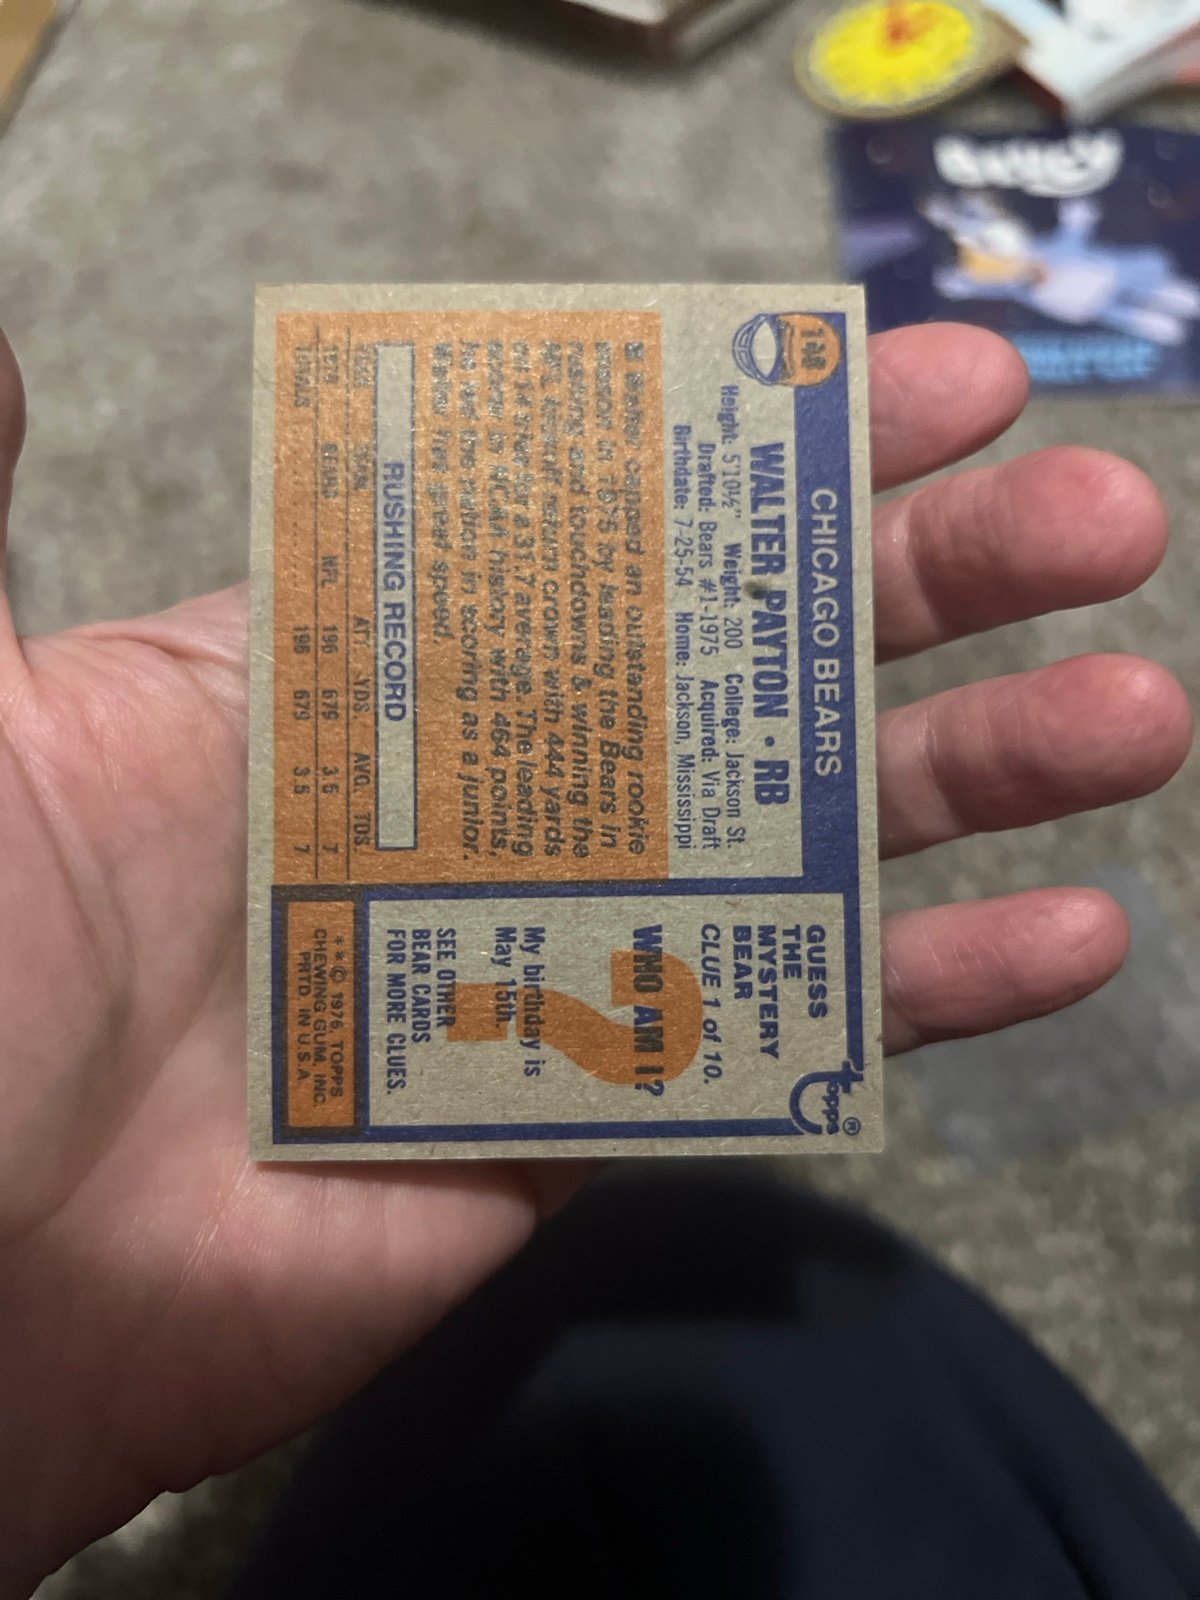 148
CHICAGO BEARS
WALTER PAYTON • RB
Height: 5'10½" Weight: 200 College: Jackson St.
Drafted: Bears #1-1975 Acquired: Via Draft
Birthdate: 7-25-54 Home: Jackson, Mississippi
Walter capped an outstanding rookie
season in 1975 by leading the Bears in
rushing and touchdowns & winning the
NFL kickoff return crown with 444 yards
on 14 for a 31.7 average. The leading
scorer in NCAA history with 464 points,
he led the nation in scoring as a junior.
Walter has great speed.
RUSHING RECORD
YEAR TEAM ATT YDS. AVG. TDS.
1975 BEARS NFL 196 679 3.5 7
TOTALS 196 679 3.5 7
GUESS
THE
MYSTERY
BEAR
CLUE 1 of 10.
WHO AM I?
My birthday is
May 15th.
SEE OTHER
BEAR CARDS
FOR MORE CLUES.
topps®
**© 1976, TOPPS
CHEWING GUM, INC.
PRTD. IN U.S.A.
Bluey